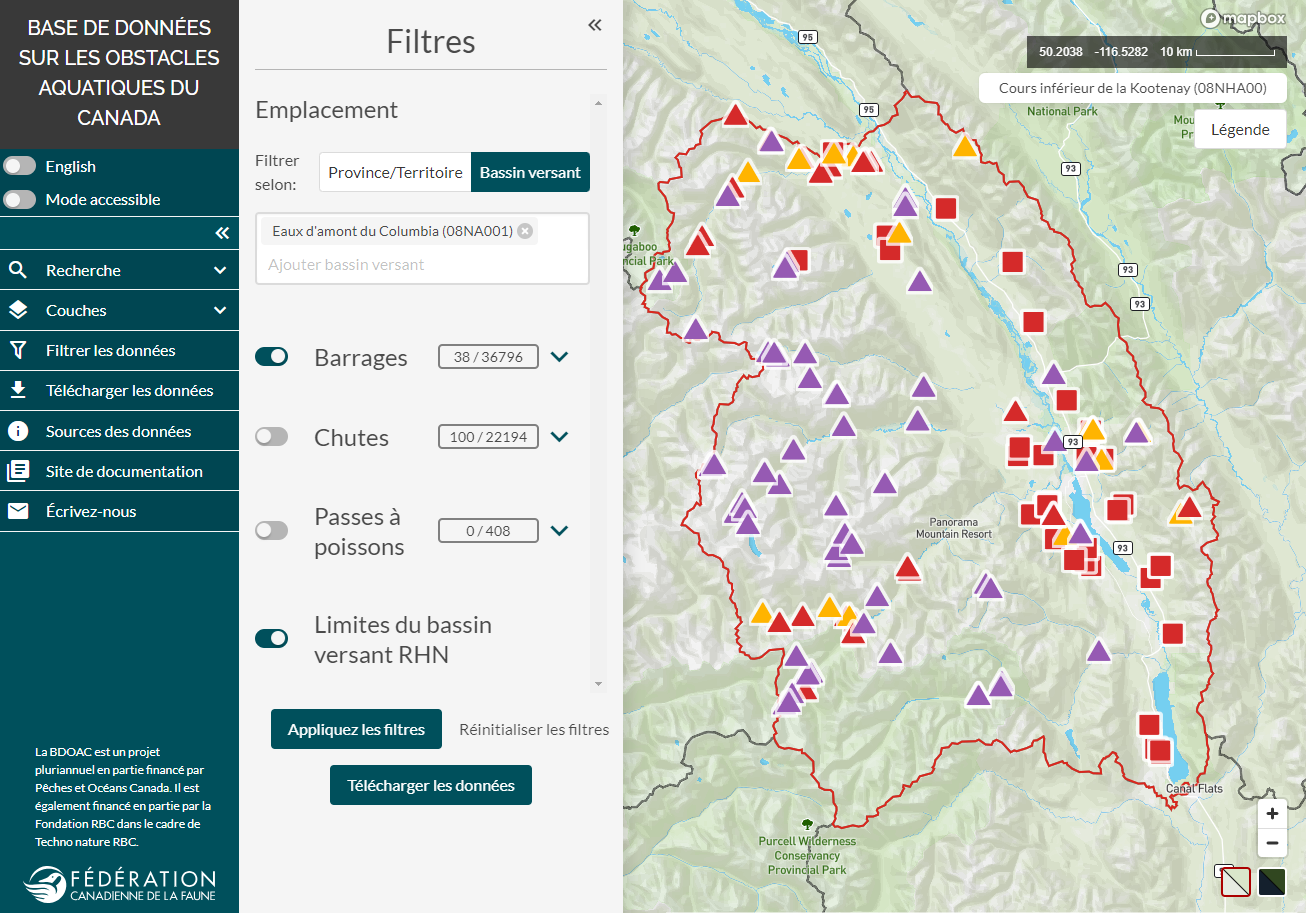 BASE DE DONNÉES
SUR LES OBSTACLES
AQUATIQUES DU
CANADA
English
Mode accessible
Recherche
Couches
Filtrer les données
Télécharger les données
Sources des données
Site de documentation
Écrivez-nous
La BDOAC est un projet
pluriannuel en partie financé par
Pêches et Océans Canada. Il est
également financé en partie par la
Fondation RBC dans le cadre de
Techno nature RBC.
FÉDÉRATION
CANADIENNE DE LA FAUNE
Filtres
Emplacement
Filtrer
selon:
Province/Territoire
Bassin versant
Eaux d'amont du Columbia (08NA001)
Ajouter bassin versant
Barrages
38 / 36796
Chutes
100 / 22194
Passes à
poissons
0 / 408
Limites du bassin
versant RHN
Appliquez les filtres
Réinitialiser les filtres
Télécharger les données
mapbox
50.2038 -116.5282 10 km
Cours inférieur de la Kootenay (08NHA00)
Légende
National Park
95
95
93
93
93
93
93
Panorama
Mountain Resort
Canal Flats
Purcell Wilderness
Conservancy
Provincial Park